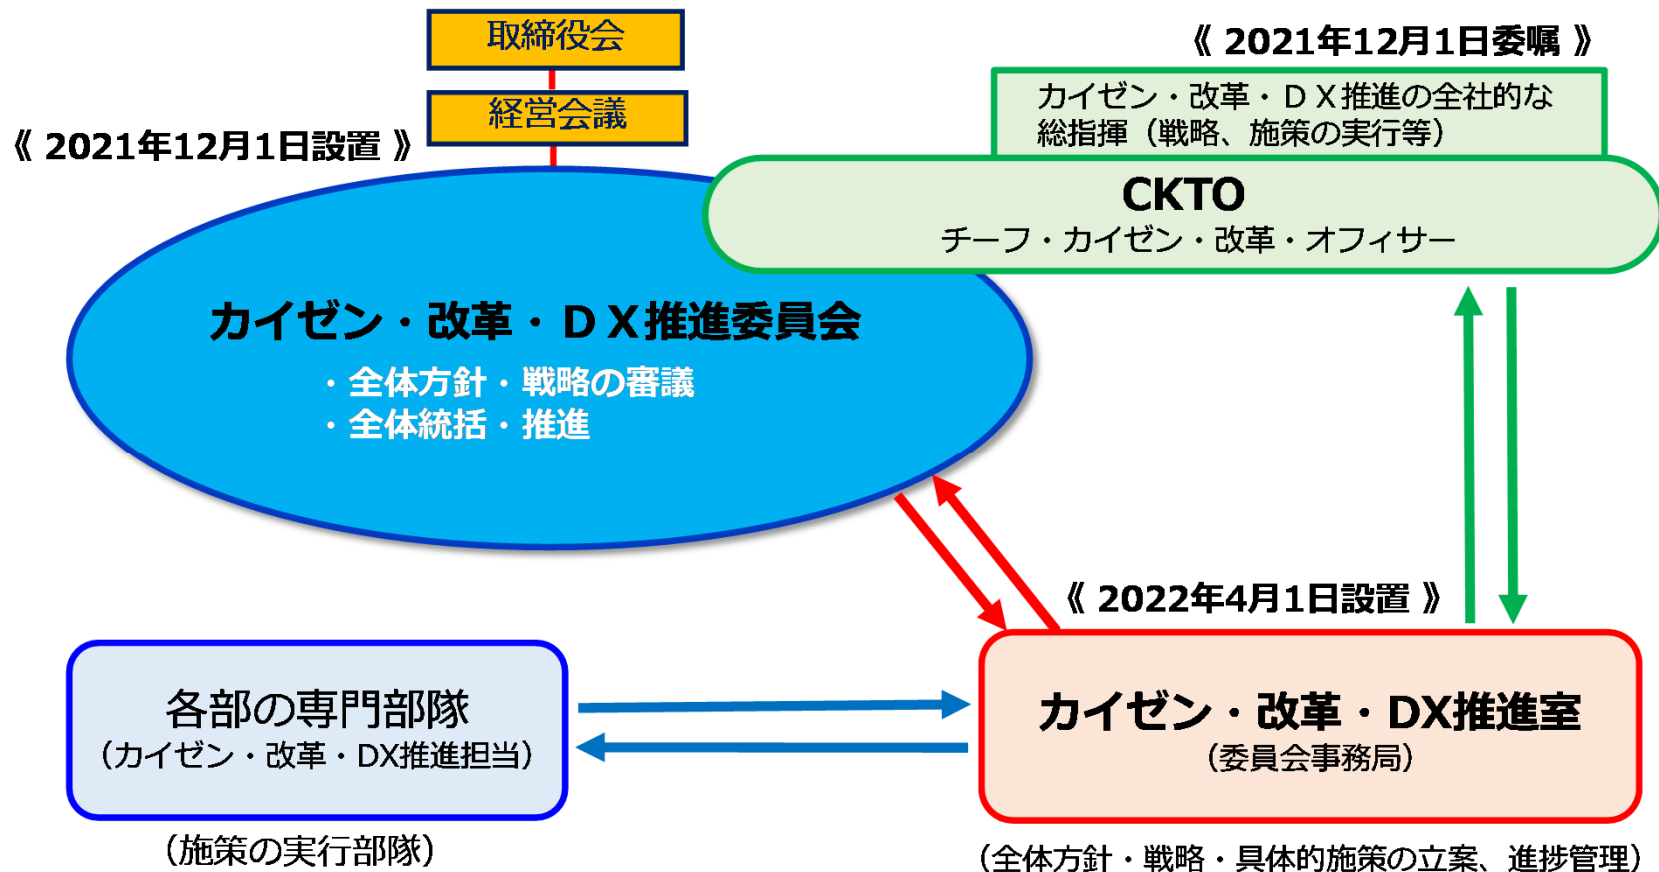 取締役会
経営会議
《 2021年12月1日設置 》
《 2021年12月1日委嘱 》
カイゼン・改革・ＤＸ推進の全社的な
総指揮（戦略、施策の実行等）
CKTO
チーフ・カイゼン・改革・オフィサー
カイゼン・改革・ＤＸ推進委員会
・全体方針・戦略の審議
・全体統括・推進
《 2022年4月1日設置 》
各部の専門部隊
（カイゼン・改革・DX推進担当）
（施策の実行部隊）
カイゼン・改革・DX推進室
（委員会事務局）
（全体方針・戦略・具体的施策の立案、進捗管理）